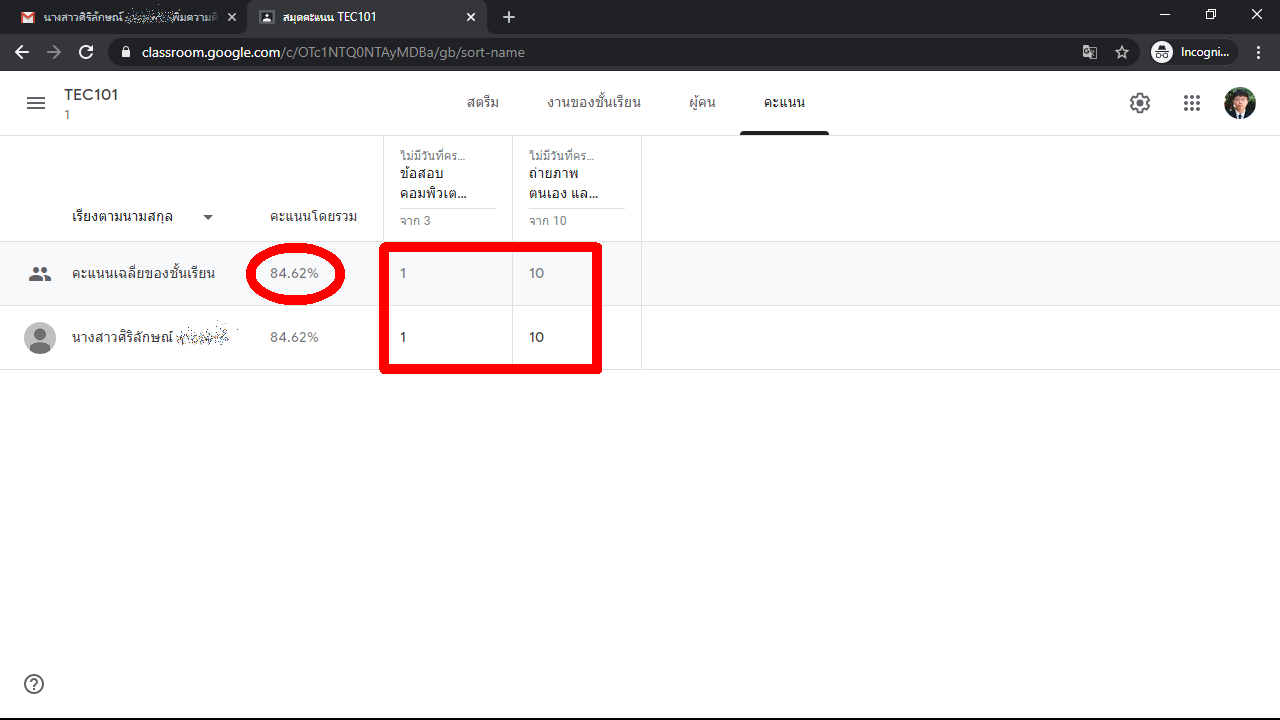 นางสาวศิริลักษณ์ เพิ่มความคิ
สมุดคะแนน TEC101
classroom.google.com/c/OTc1NTQ0NTAyMDBa/gb/sort-name
Incogni...
TEC101
1
สตรีม
งานของชั้นเรียน
ผู้คน
คะแนน
เรียงตามนามสกุล
คะแนนโดยรวม
ไม่มีวันที่คร...
ข้อสอบ
คอมพิวเต...
จาก 3
ไม่มีวันที่คร...
ถ่ายภาพ
ตนเอง แล...
จาก 10
คะแนนเฉลี่ยของชั้นเรียน 84.62% 1 10
นางสาวศิริลักษณ์ 84.62% 1 10